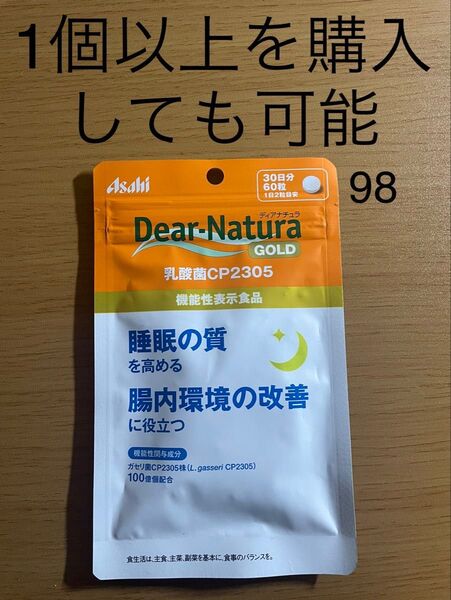 1個以上を購入
しても可能
98
Asahi
30日分
60粒
1日2粒目安
ディアナチュラ
Dear-Natura
GOLD
乳酸菌CP2305
機能性表示食品
睡眠の質
を高める
腸内環境の改善
に役立つ
機能性関与成分
ガセリ菌CP2305株(L. gasseri CP2305)
100億個配合
食生活は、主食、主菜、副菜を基本に、食事のバランスを。